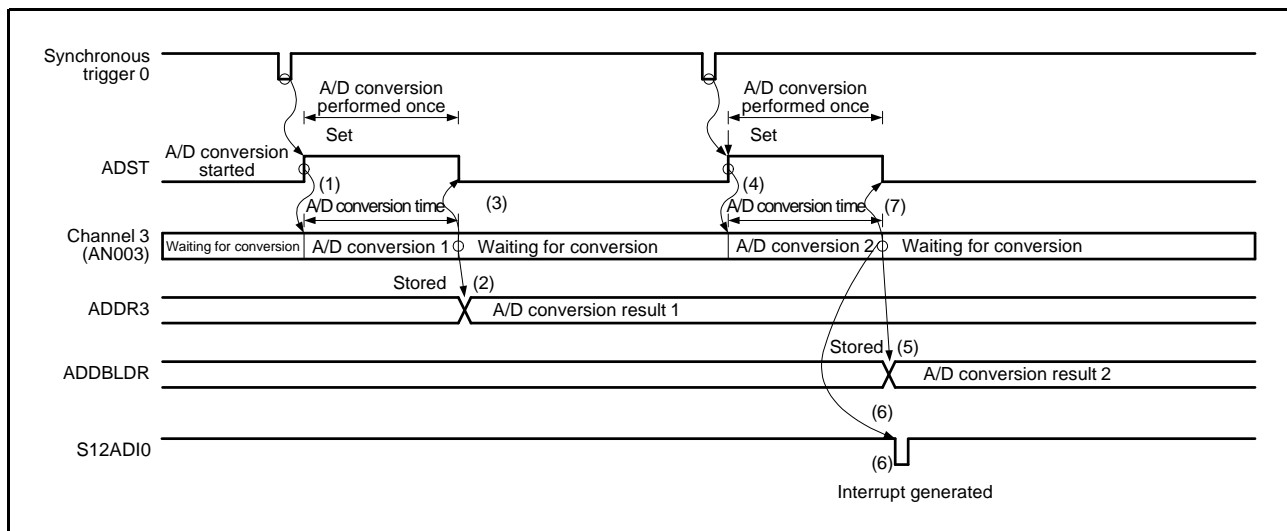 Synchronous
trigger 0
A/D conversion
performed once
A/D conversion
performed once
Set
Set
ADST
A/D conversion
started
(1)
(3)
(4)
(7)
A/D conversion time
A/D conversion time
Channel 3
(AN003)
Waiting for conversion
A/D conversion 1
Waiting for conversion
A/D conversion 2
Waiting for conversion
Stored
(2)
ADDR3
A/D conversion result 1
Stored
(5)
ADDBLDR
A/D conversion result 2
(6)
S12ADI0
(6)
Interrupt generated